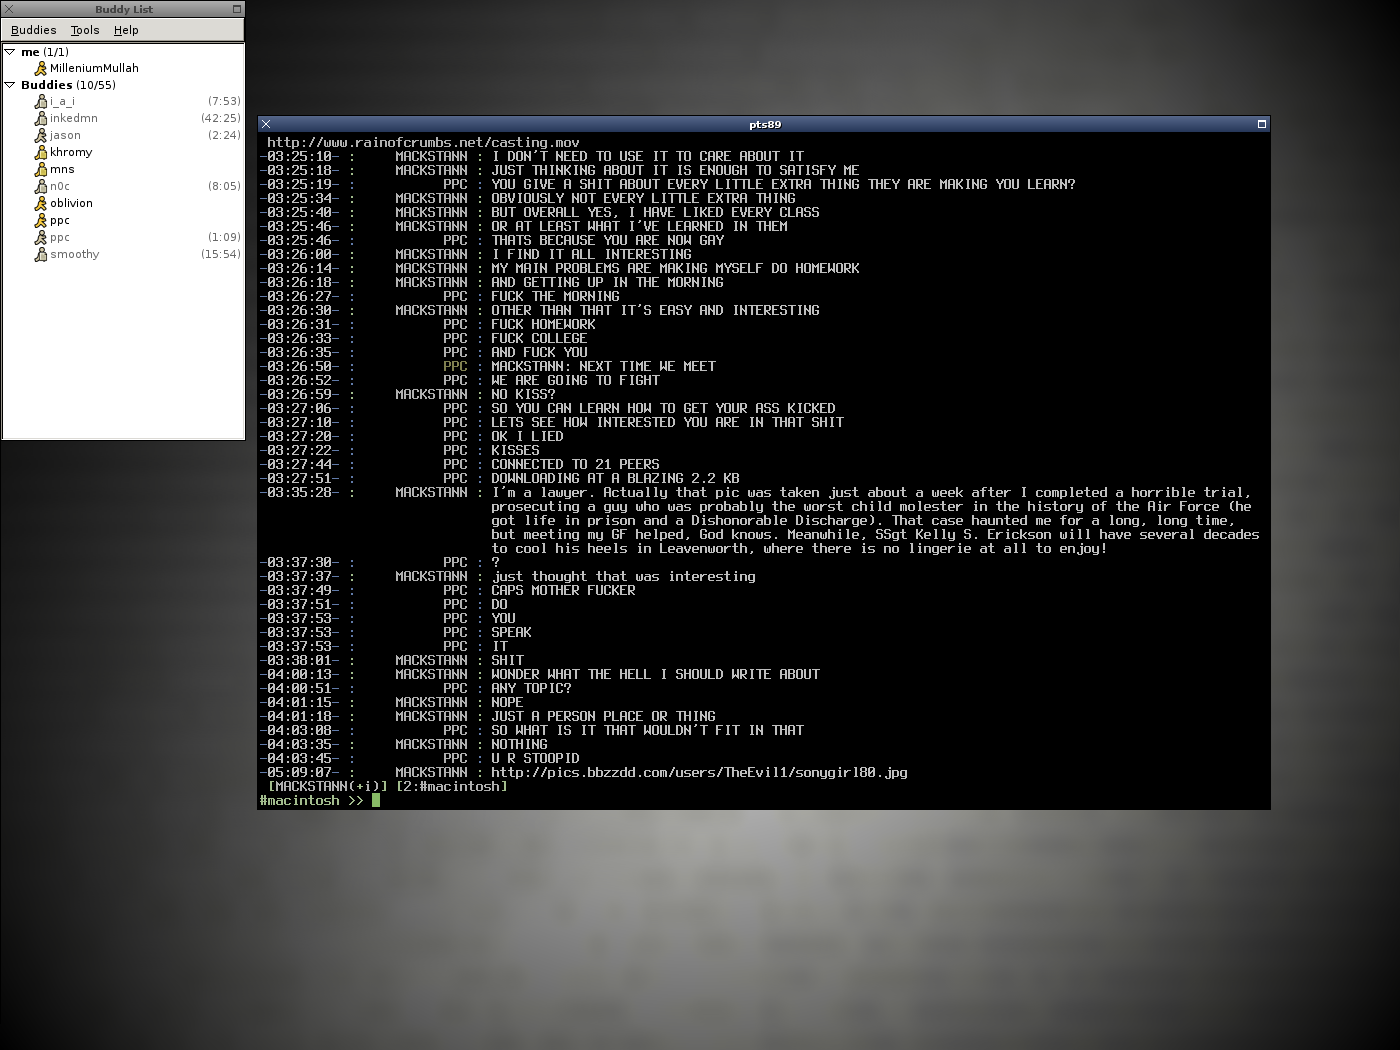 Buddy List
Buddies Tools Help
me (1/1)
MilleniumMullah
Buddies (10/55)
i_a_i (7:53)
inkedmn (42:25)
jason (2:24)
khromy
mns
n0c (8:05)
oblivion
ppc
ppc (1:09)
smoothy (15:54)
pts89
http://www.rainofcrumbs.net/casting.mov
-03:25:10- : MACKSTANN : I DON'T NEED TO USE IT TO CARE ABOUT IT
-03:25:18- : MACKSTANN : JUST THINKING ABOUT IT IS ENOUGH TO SATISFY ME
-03:25:19- : PPC : YOU GIVE A SHIT ABOUT EVERY LITTLE EXTRA THING THEY ARE MAKING YOU LEARN?
-03:25:34- : MACKSTANN : OBVIOUSLY NOT EVERY LITTLE EXTRA THING
-03:25:40- : MACKSTANN : BUT OVERALL YES, I HAVE LIKED EVERY CLASS
-03:25:46- : MACKSTANN : OR AT LEAST WHAT I'VE LEARNED IN THEM
-03:25:46- : PPC : THATS BECAUSE YOU ARE NOW GAY
-03:26:00- : MACKSTANN : I FIND IT ALL INTERESTING
-03:26:14- : MACKSTANN : MY MAIN PROBLEMS ARE MAKING MYSELF DO HOMEWORK
-03:26:18- : MACKSTANN : AND GETTING UP IN THE MORNING
-03:26:27- : PPC : FUCK THE MORNING
-03:26:30- : MACKSTANN : OTHER THAN THAT IT'S EASY AND INTERESTING
-03:26:31- : PPC : FUCK HOMEWORK
-03:26:33- : PPC : FUCK COLLEGE
-03:26:35- : PPC : AND FUCK YOU
-03:26:50- : PPC : MACKSTANN: NEXT TIME WE MEET
-03:26:52- : PPC : WE ARE GOING TO FIGHT
-03:26:59- : MACKSTANN : NO KISS?
-03:27:06- : PPC : SO YOU CAN LEARN HOW TO GET YOUR ASS KICKED
-03:27:10- : PPC : LETS SEE HOW INTERESTED YOU ARE IN THAT SHIT
-03:27:20- : PPC : OK I LIED
-03:27:22- : PPC : KISSES
-03:27:44- : PPC : CONNECTED TO 21 PEERS
-03:27:51- : PPC : DOWNLOADING AT A BLAZING 2.2 KB
-03:35:28- : MACKSTANN : I'm a lawyer. Actually that pic was taken just about a week after I completed a horrible trial,
prosecuting a guy who was probably the worst child molester in the history of the Air Force (he
got life in prison and a Dishonorable Discharge). That case haunted me for a long, long time,
but meeting my GF helped, God knows. Meanwhile, SSgt Kelly S. Erickson will have several decades
to cool his heels in Leavenworth, where there is no lingerie at all to enjoy!
-03:37:30- : PPC : ?
-03:37:37- : MACKSTANN : just thought that was interesting
-03:37:49- : PPC : CAPS MOTHER FUCKER
-03:37:51- : PPC : DO
-03:37:53- : PPC : YOU
-03:37:53- : PPC : SPEAK
-03:37:53- : PPC : IT
-03:38:01- : MACKSTANN : SHIT
-04:00:13- : MACKSTANN : WONDER WHAT THE HELL I SHOULD WRITE ABOUT
-04:00:51- : PPC : ANY TOPIC?
-04:01:15- : MACKSTANN : NOPE
-04:01:18- : MACKSTANN : JUST A PERSON PLACE OR THING
-04:03:08- : PPC : SO WHAT IS IT THAT WOULDN'T FIT IN THAT
-04:03:35- : MACKSTANN : NOTHING
-04:03:45- : PPC : U R STOOPID
-05:09:07- : MACKSTANN : http://pics.bbzzdd.com/users/TheEvil1/sonygirl80.jpg
[MACKSTANN(+i)] [2:#macintosh]
#macintosh >>